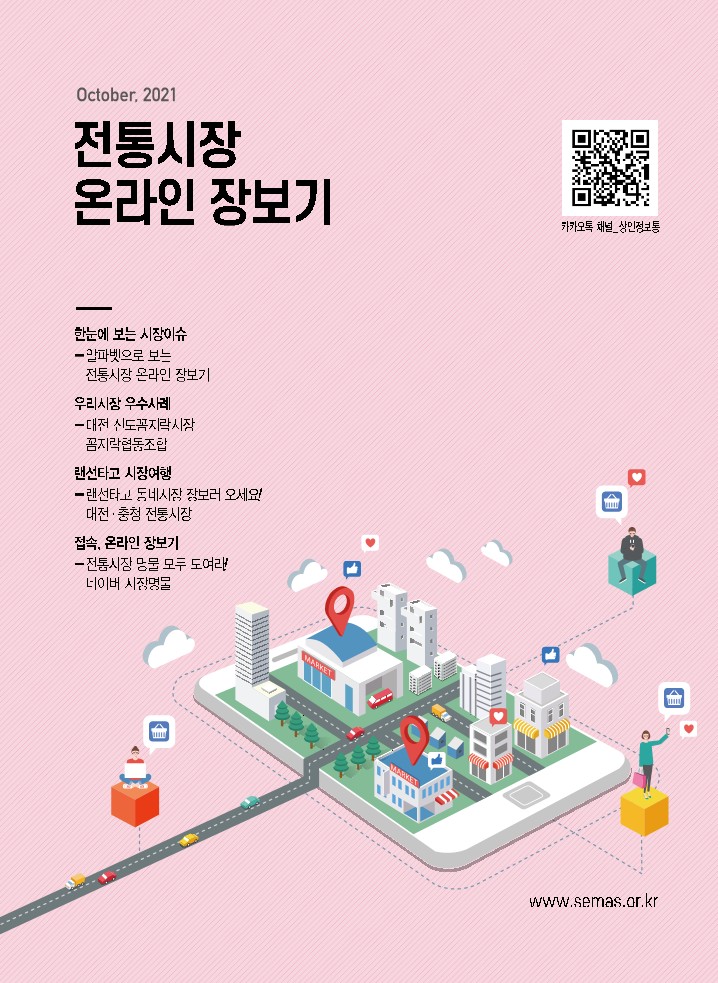 October, 2021
전통시장
온라인 장보기
카카오톡 채널_상인정보통
한눈에 보는 시장이슈
알파벳으로 보는
전통시장 온라인 장보기
우리시장 우수사례
대전 신도꼼지락시장
꼼지락협동조합
랜선타고 시장여행
랜선타고 동네시장 장보러 오세요!
대전·충청 전통시장
접속, 온라인 장보기
전통시장 명물 모두 모여라!
네이버 시장명물
MARKET
MARKET
www.semas.or.kr